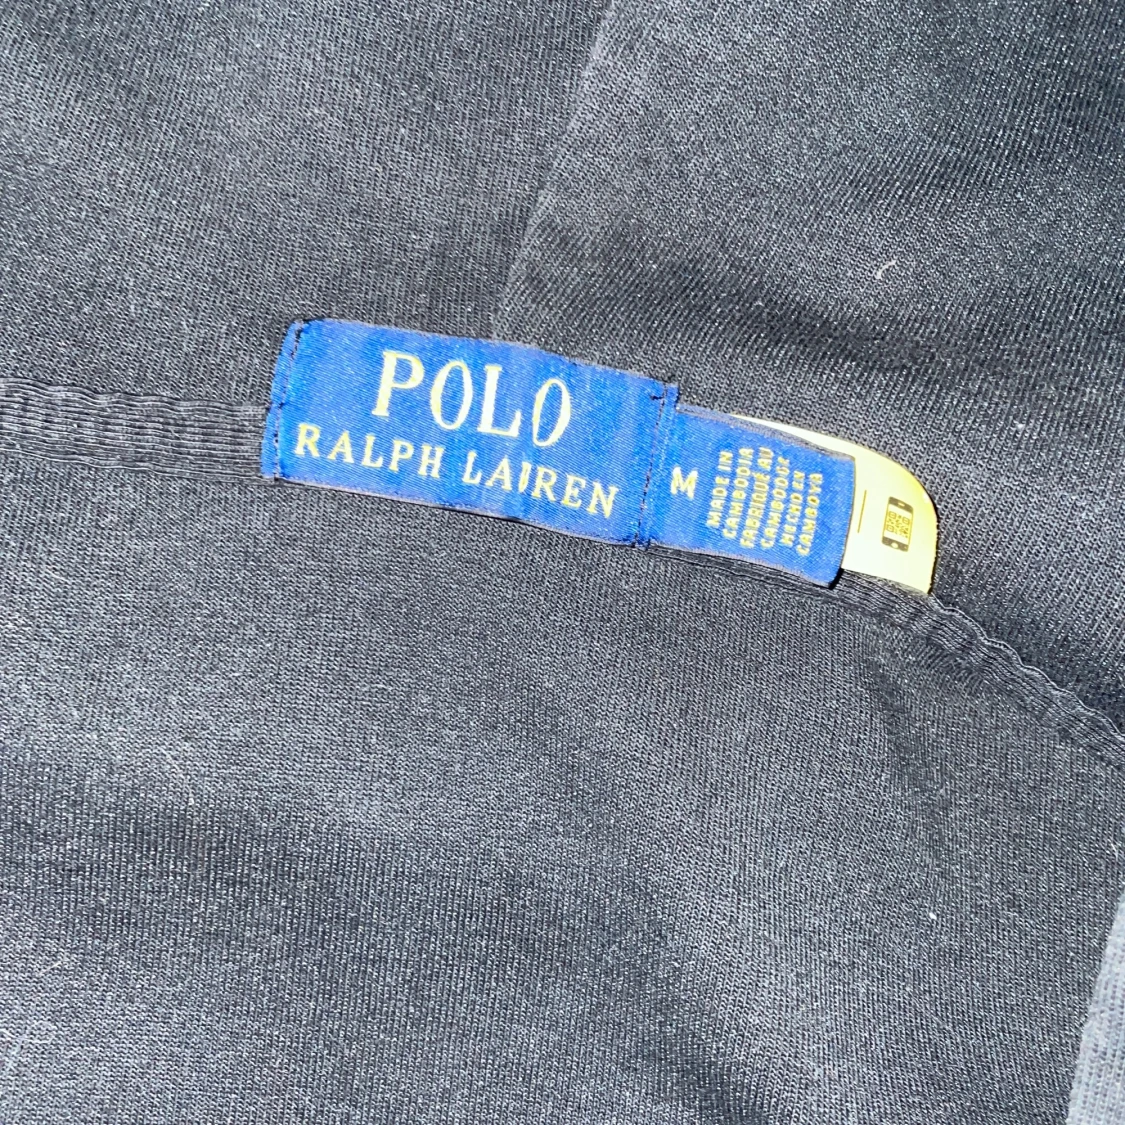 POLO
RALPH LAUREN
M
MADE IN
CAMBODIA
FABRIQUÉ AU
CAMBODGE
HECHO EN
CAMBOYA